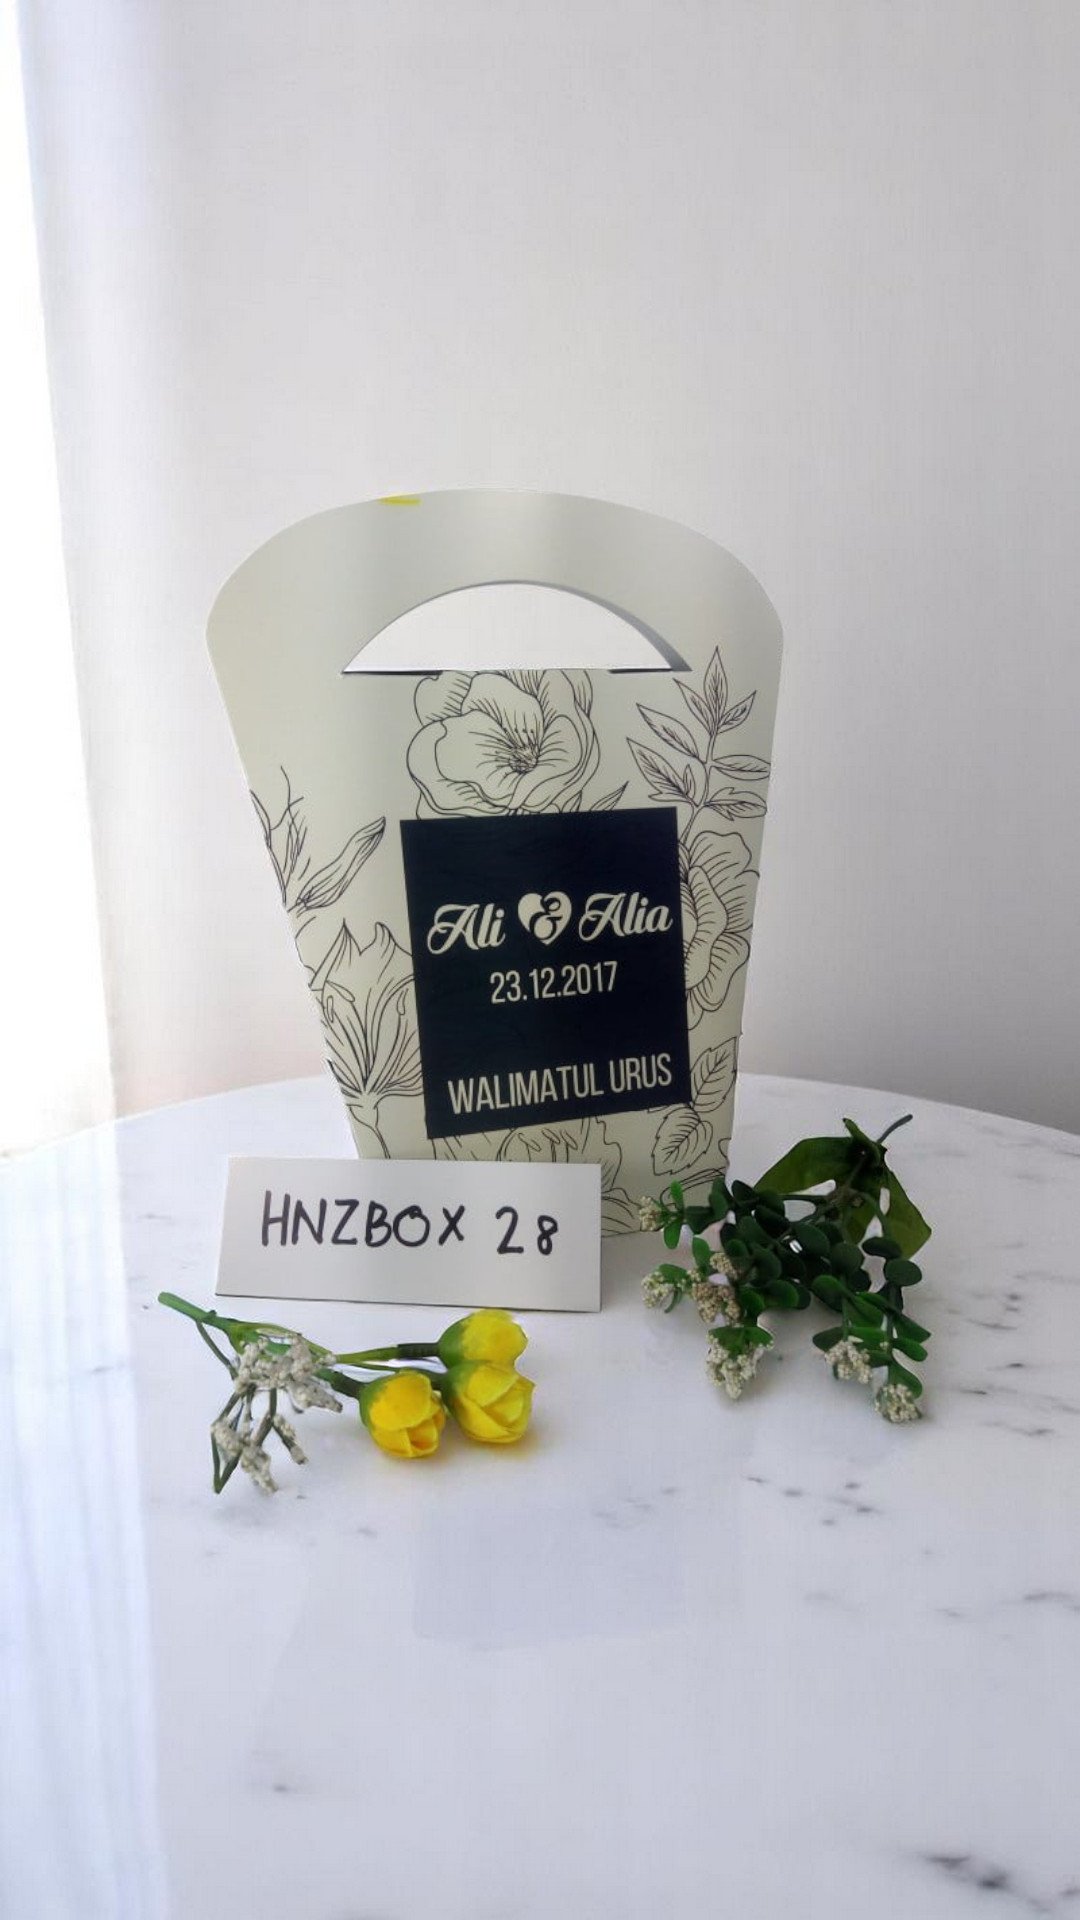 Ali & Alia
23.12.2017
WALIMATUL URUS
HNZBOX 28